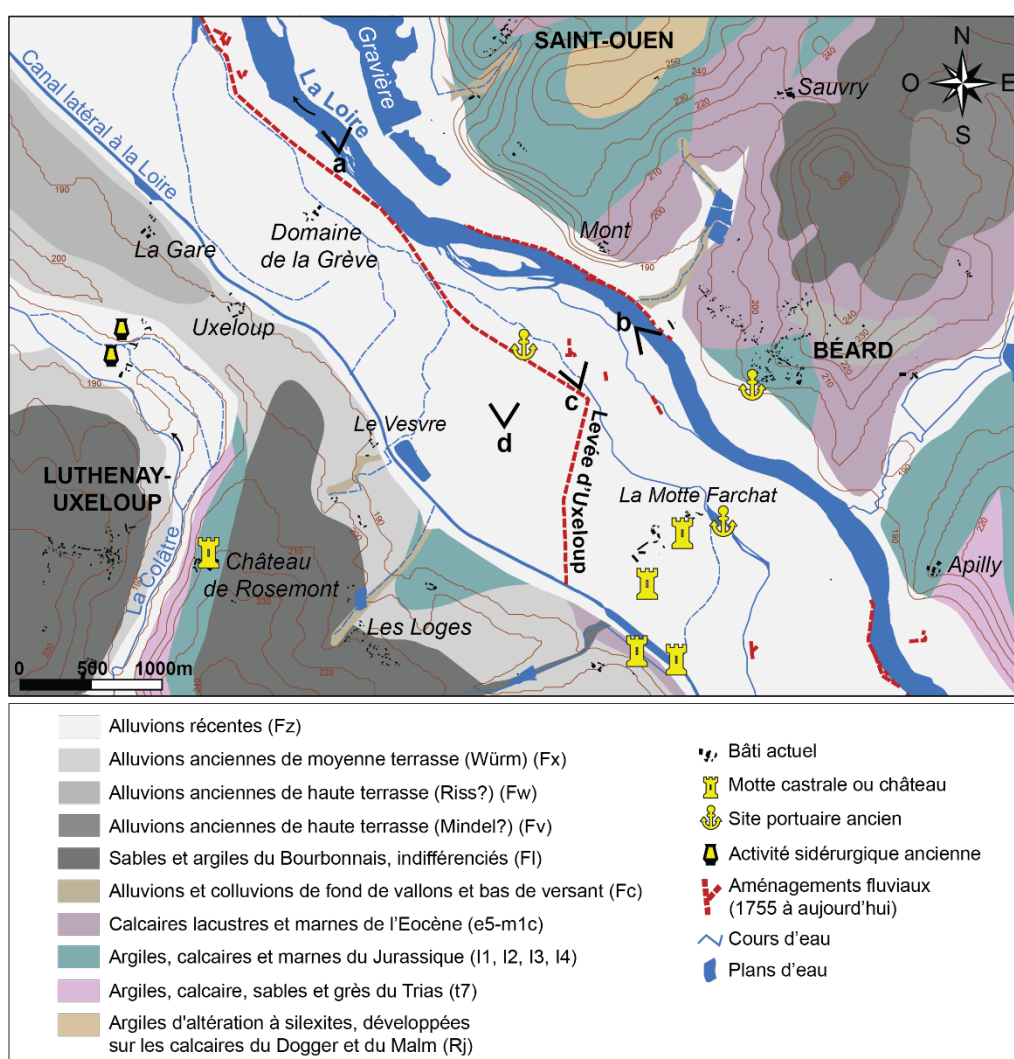 SAINT-OUEN
N
O
E
S
Canal latéral à la Loire
La Loire
Gravière
Sauvry
a
190
200
La Gare
Domaine
de la Grève
Mont
190
210
200
220
230
240
250
Uxeloup
b
BÉARD
c
d
Le Vesvre
Levée d'Uxeloup
La Motte Farchat
LUTHENAY-
UXELOUP
La Colâtre
Château
de Rosemont
Les Loges
Apilly
0 500 1000m
Alluvions récentes (Fz)
Alluvions anciennes de moyenne terrasse (Würm) (Fx)
Alluvions anciennes de haute terrasse (Riss?) (Fw)
Alluvions anciennes de haute terrasse (Mindel?) (Fv)
Sables et argiles du Bourbonnais, indifférenciés (Fl)
Alluvions et colluvions de fond de vallons et bas de versant (Fc)
Calcaires lacustres et marnes de l'Eocène (e5-m1c)
Argiles, calcaires et marnes du Jurassique (l1, l2, l3, l4)
Argiles, calcaire, sables et grès du Trias (t7)
Argiles d'altération à silexites, développées
sur les calcaires du Dogger et du Malm (Rj)
Bâti actuel
Motte castrale ou château
Site portuaire ancien
Activité sidérurgique ancienne
Aménagements fluviaux
(1755 à aujourd'hui)
Cours d'eau
Plans d'eau